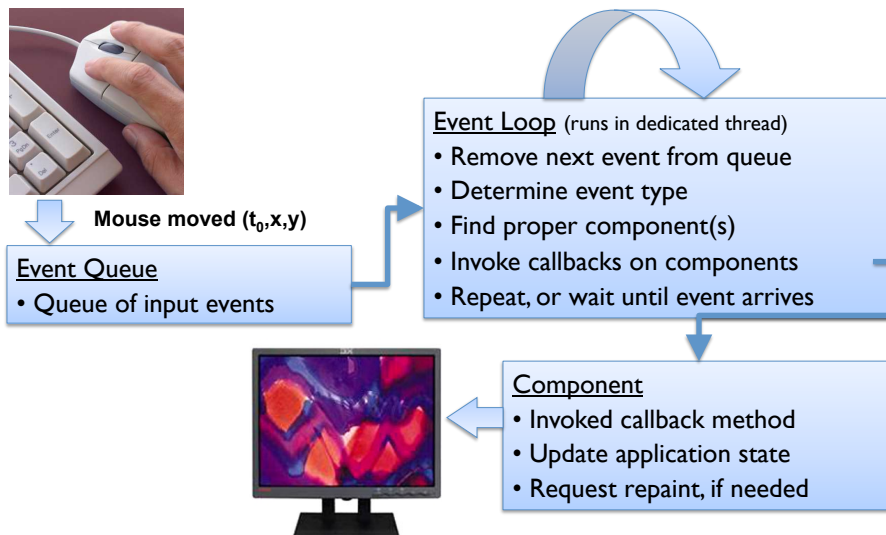 Mouse moved (t0,x,y)
Event Queue
• Queue of input events
Event Loop (runs in dedicated thread)
• Remove next event from queue
• Determine event type
• Find proper component(s)
• Invoke callbacks on components
• Repeat, or wait until event arrives
Component
• Invoked callback method
• Update application state
• Request repaint, if needed